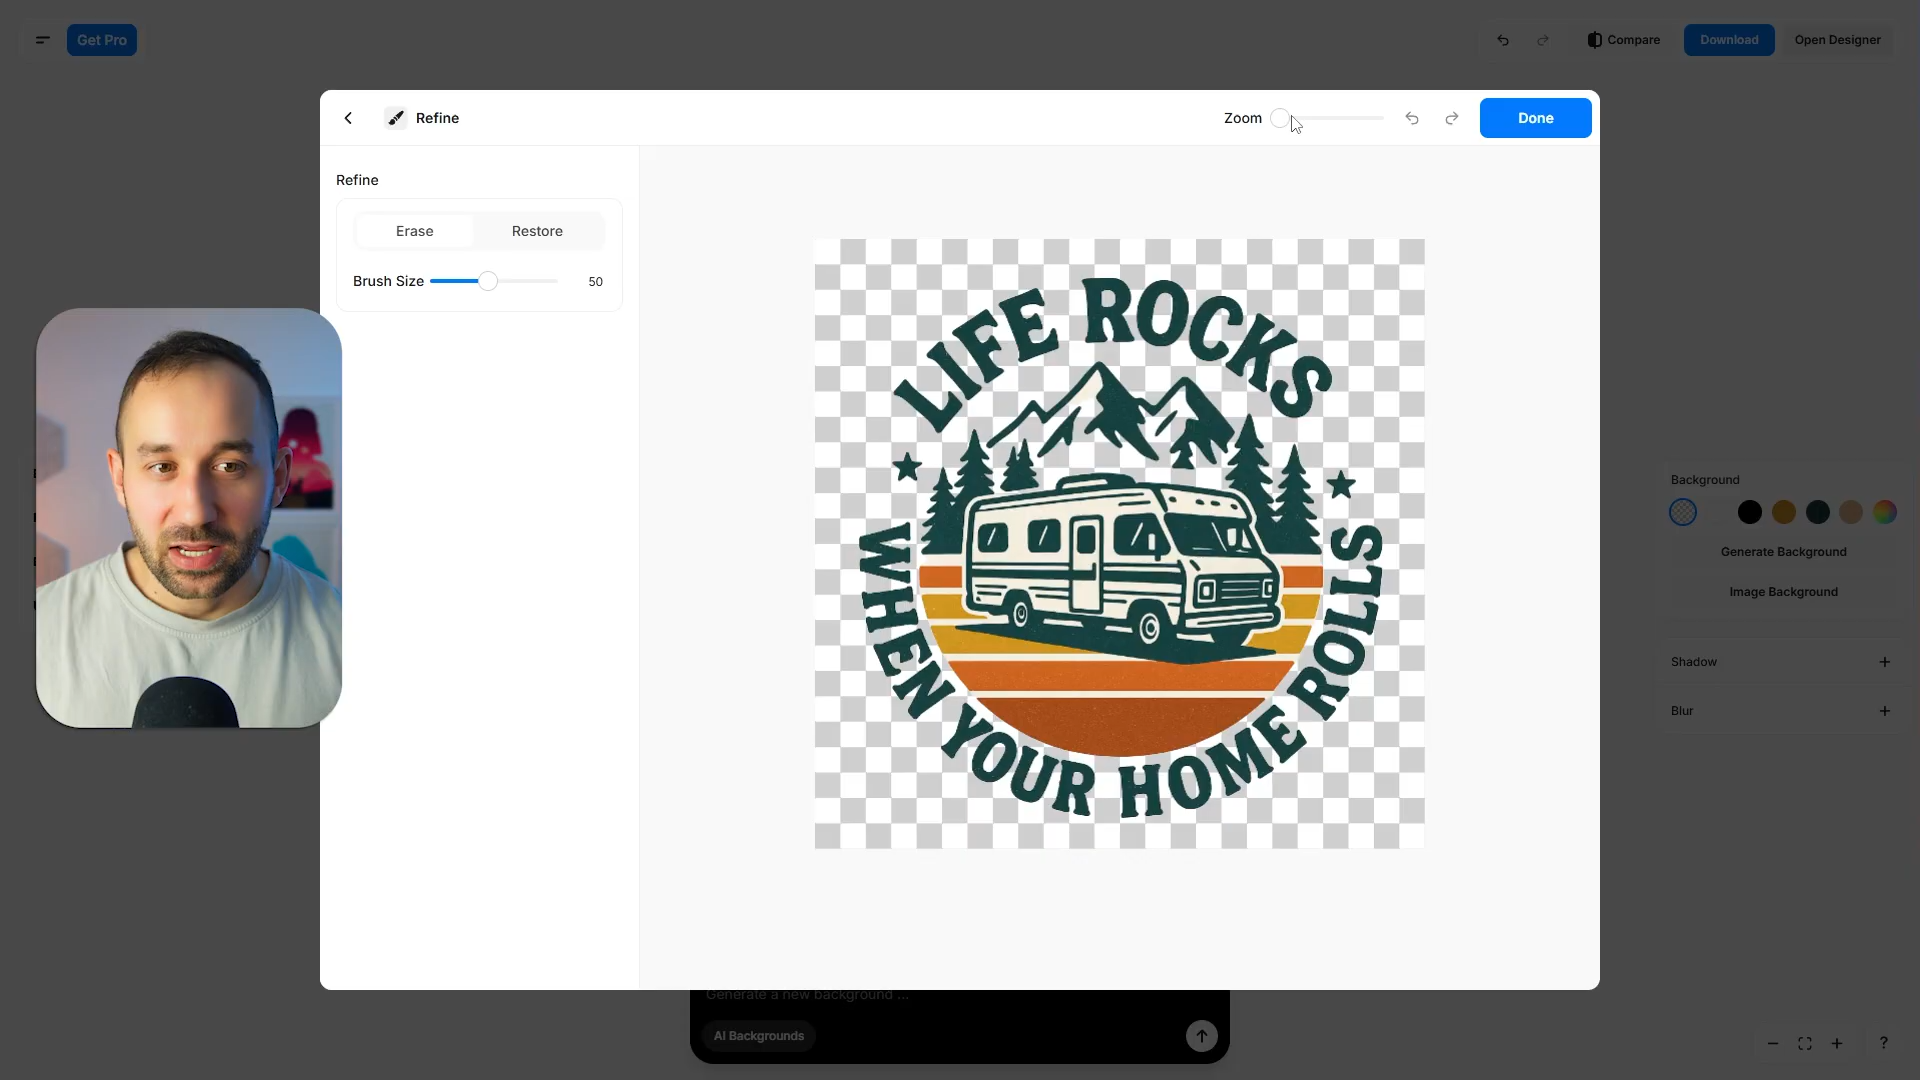 Get Pro
Compare
Download
Open Designer
Refine
Zoom
Done
Refine
Erase
Restore
Brush Size
50
LIFE ROCKS
WHEN YOUR HOME ROLLS
Background
Generate Background
Image Background
Shadow
Blur
Generate a new background ...
AI Backgrounds
?